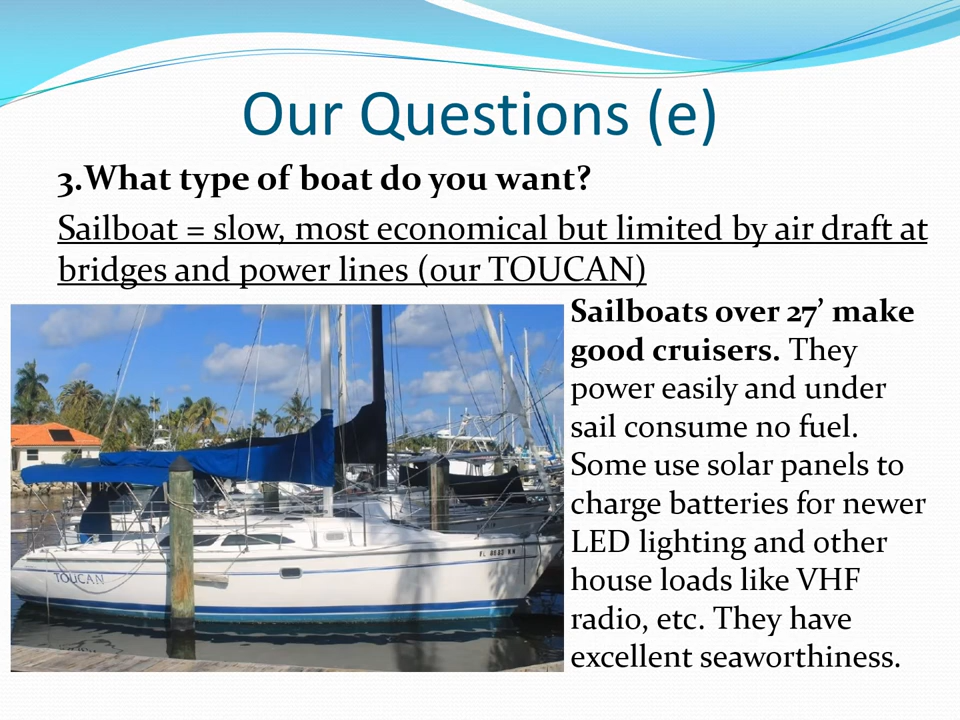 Our Questions (e)
3.What type of boat do you want?
Sailboat = slow, most economical but limited by air draft at
bridges and power lines (our TOUCAN)
Sailboats over 27’ make
good cruisers. They
power easily and under
sail consume no fuel.
Some use solar panels to
charge batteries for newer
LED lighting and other
house loads like VHF
radio, etc. They have
excellent seaworthiness.
TOUCAN
FL